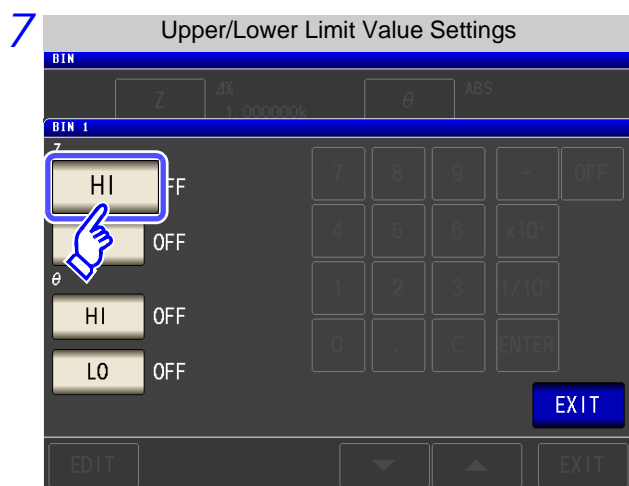 7
Upper/Lower Limit Value Settings
BIN
Z Δ% θ ABS
1.000000k
BIN 1
Z
HI OFF 7 8 9 - OFF
OFF 4 5 6 x10³
θ
HI OFF 1 2 3 1/10³
LO OFF 0 . C ENTER
EXIT
EDIT EXIT